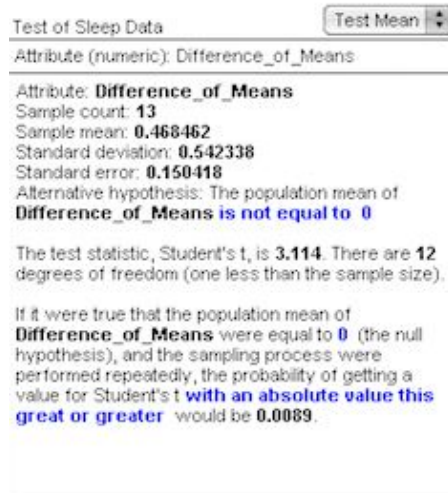 Test of Sleep Data
Test Mean
Attribute (numeric): Difference_of_Means
Attribute: Difference_of_Means
Sample count: 13
Sample mean: 0.468462
Standard deviation: 0.542338
Standard error: 0.150418
Alternative hypothesis: The population mean of
Difference_of_Means is not equal to 0
The test statistic, Student's t, is 3.114. There are 12
degrees of freedom (one less than the sample size).
If it were true that the population mean of
Difference_of_Means were equal to 0 (the null
hypothesis), and the sampling process were
performed repeatedly, the probability of getting a
value for Student's t with an absolute value this
great or greater would be 0.0089.